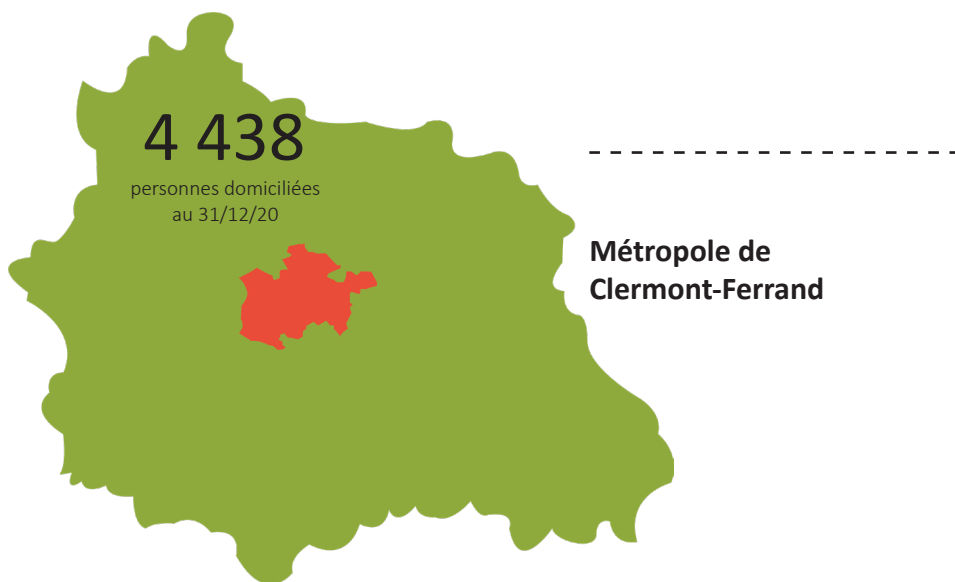 4 438
personnes domiciliées
au 31/12/20
Métropole de
Clermont-Ferrand